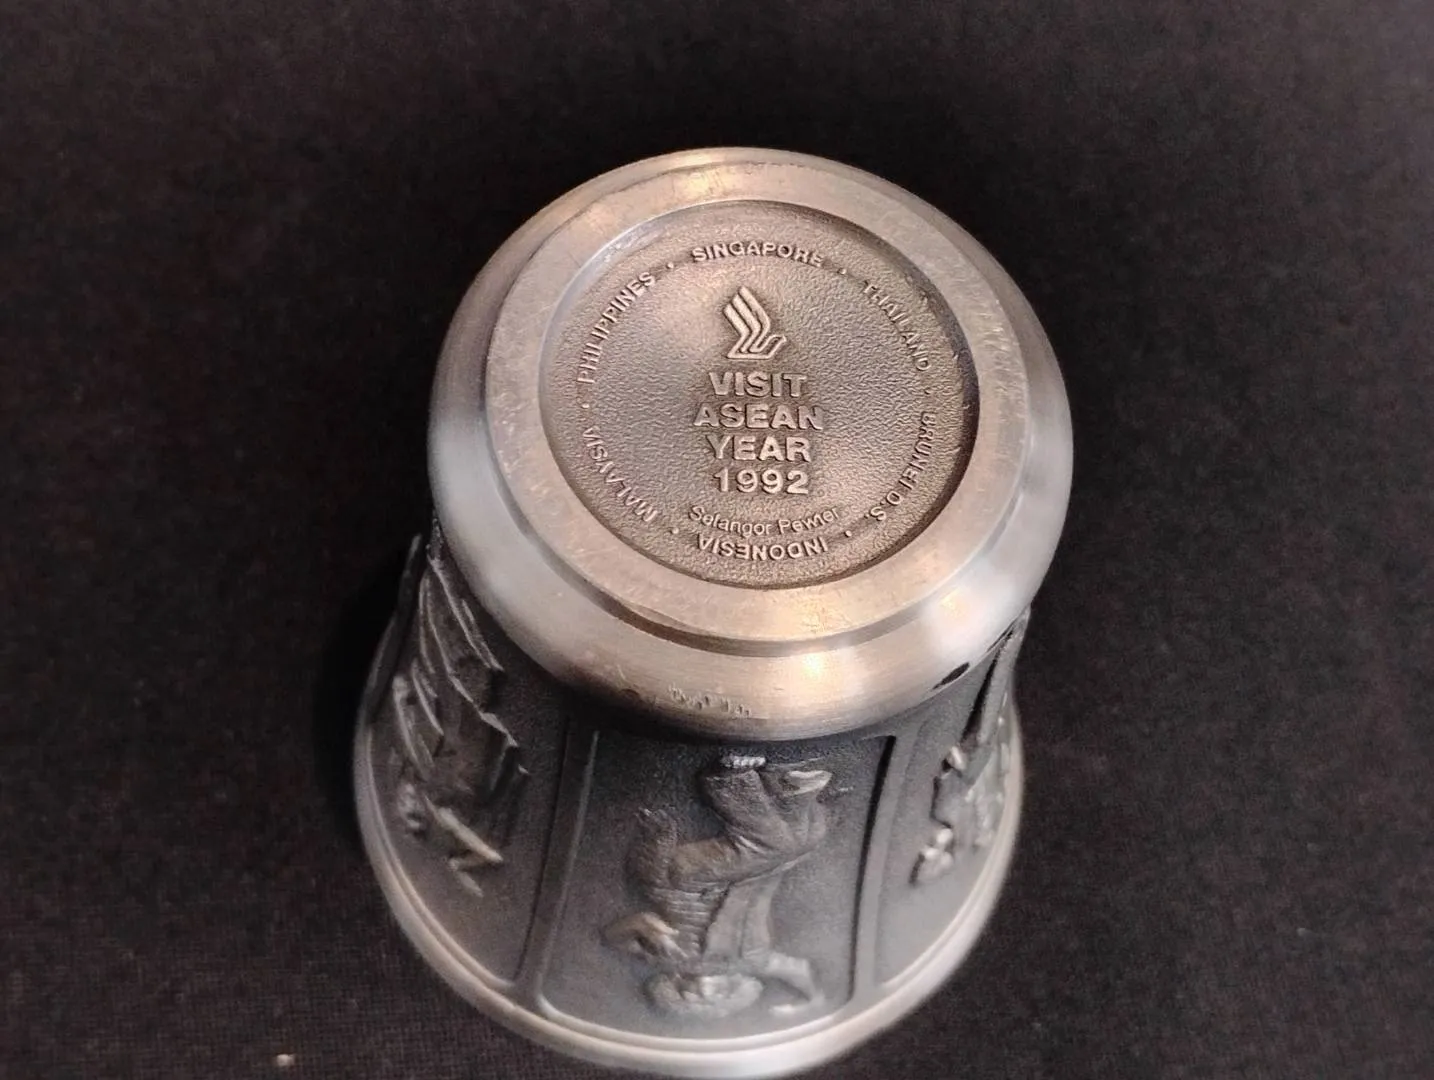 SINGAPORE • THAILAND • BRUNEI D.S. • INDONESIA • MALAYSIA • PHILIPPINES •
VISIT
ASEAN
YEAR
1992
Selangor Pewter